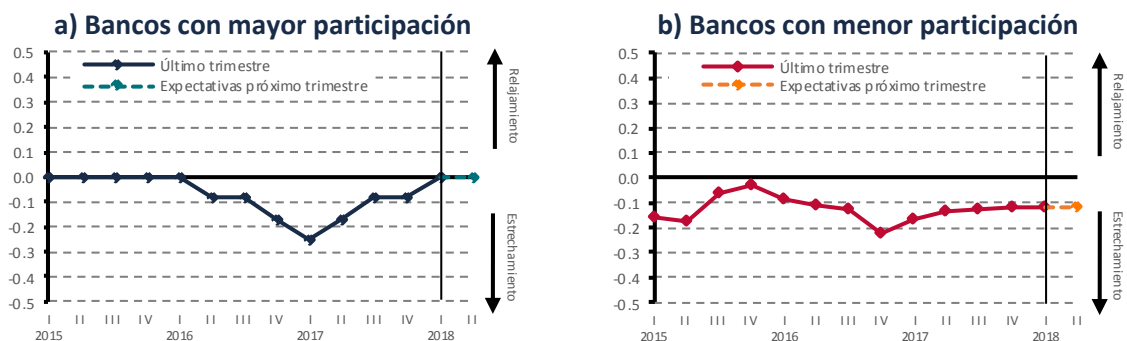 a) Bancos con mayor participación
0.5
0.4
0.3
0.2
0.1
0.0
-0.1
-0.2
-0.3
-0.4
-0.5
Último trimestre
Expectativas próximo trimestre
Relajamiento
Estrechamiento
I II III IV I II III IV I II III IV I II
2015 2016 2017 2018
b) Bancos con menor participación
0.5
0.4
0.3
0.2
0.1
0.0
-0.1
-0.2
-0.3
-0.4
-0.5
Último trimestre
Expectativas próximo trimestre
Relajamiento
Estrechamiento
I II III IV I II III IV I II III IV I II
2015 2016 2017 2018